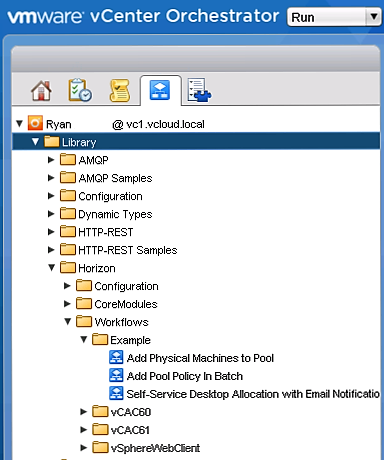 vmware vCenter Orchestrator Run
Ryan @ vc1.vcloud.local
Library
AMQP
AMQP Samples
Configuration
Dynamic Types
HTTP-REST
HTTP-REST Samples
Horizon
Configuration
CoreModules
Workflows
Example
Add Physical Machines to Pool
Add Pool Policy In Batch
Self-Service Desktop Allocation with Email Notificatio
vCAC60
vCAC61
vSphereWebClient